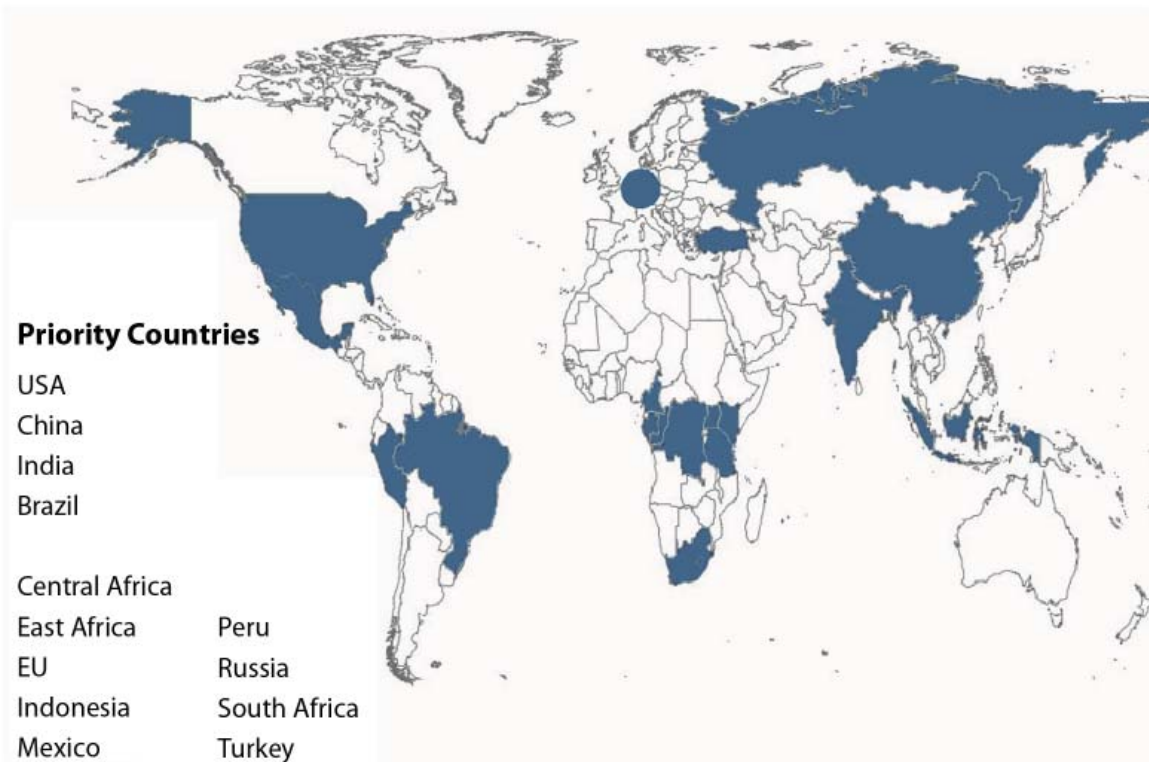 Priority Countries
USA
China
India
Brazil
Central Africa
East Africa
EU
Indonesia
Mexico
Peru
Russia
South Africa
Turkey